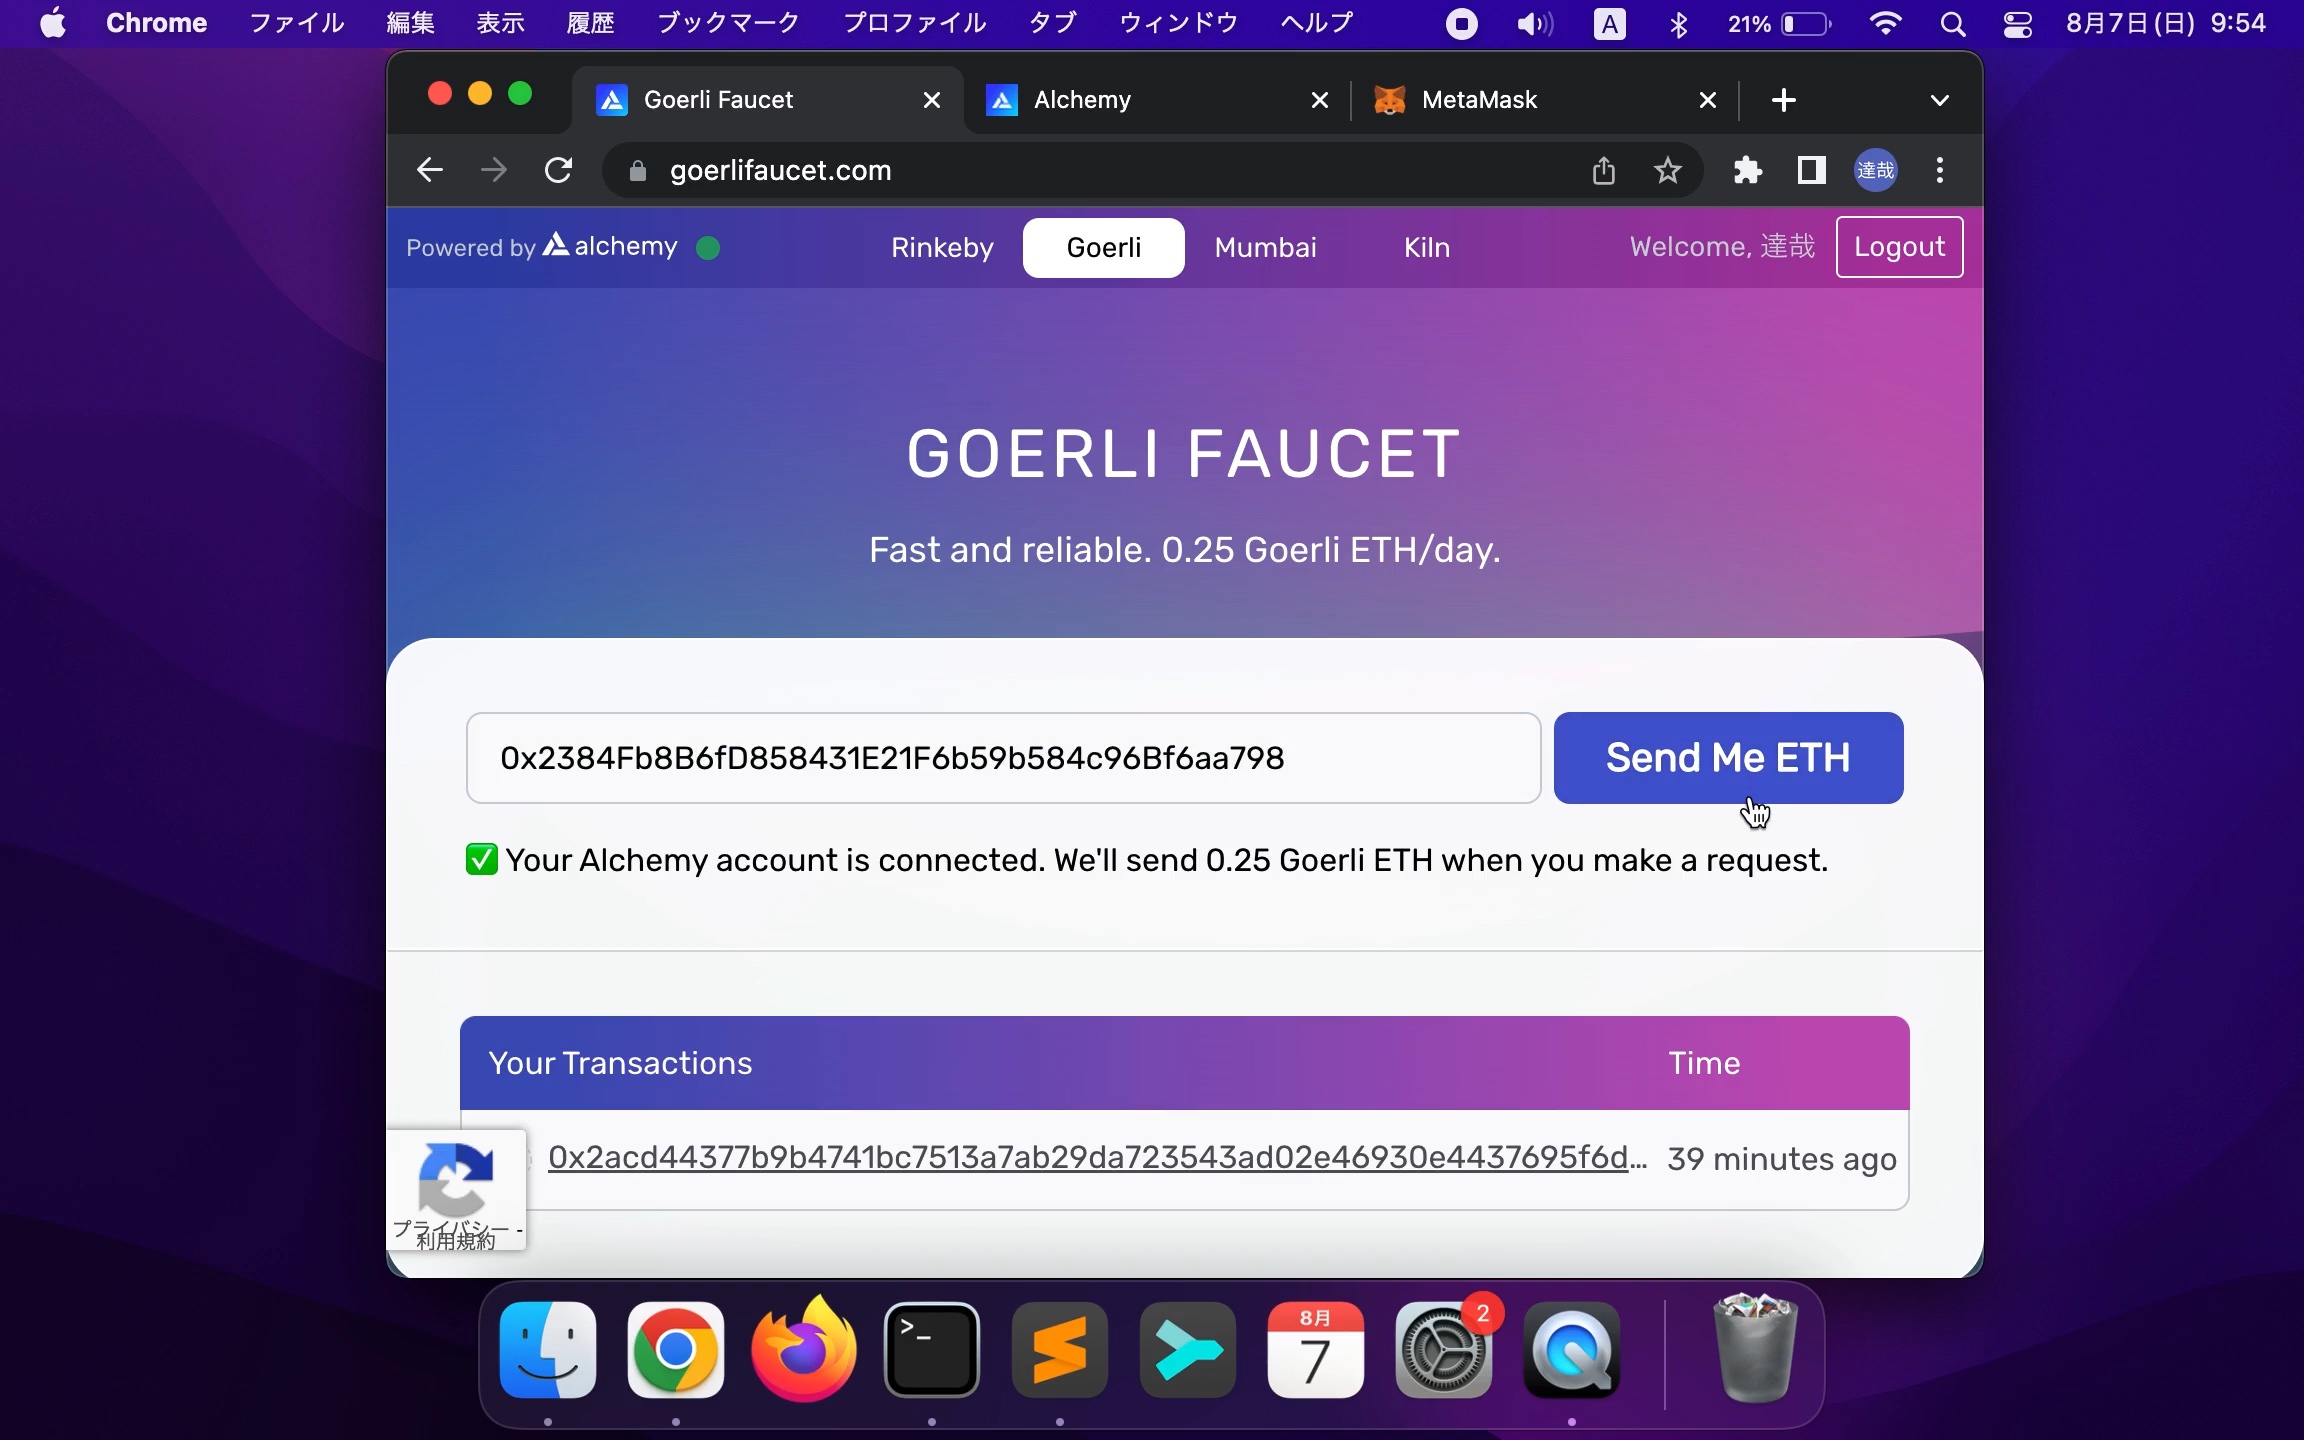 Chrome ファイル 編集 表示 履歴 ブックマーク プロファイル タブ ウィンドウ ヘルプ A 21% 8月7日(日) 9:54
Goerli Faucet Alchemy MetaMask
goerlifaucet.com 達哉
Powered by alchemy Rinkeby Goerli Mumbai Kiln Welcome, 達哉 Logout
GOERLI FAUCET
Fast and reliable. 0.25 Goerli ETH/day.
0x2384Fb8B6fD858431E21F6b59b584c96Bf6aa798 Send Me ETH
Your Alchemy account is connected. We'll send 0.25 Goerli ETH when you make a request.
Your Transactions Time
0x2acd44377b9b4741bc7513a7ab29da723543ad02e46930e4437695f6d... 39 minutes ago
プライバシー -
利用規約
>_
8月
7
2